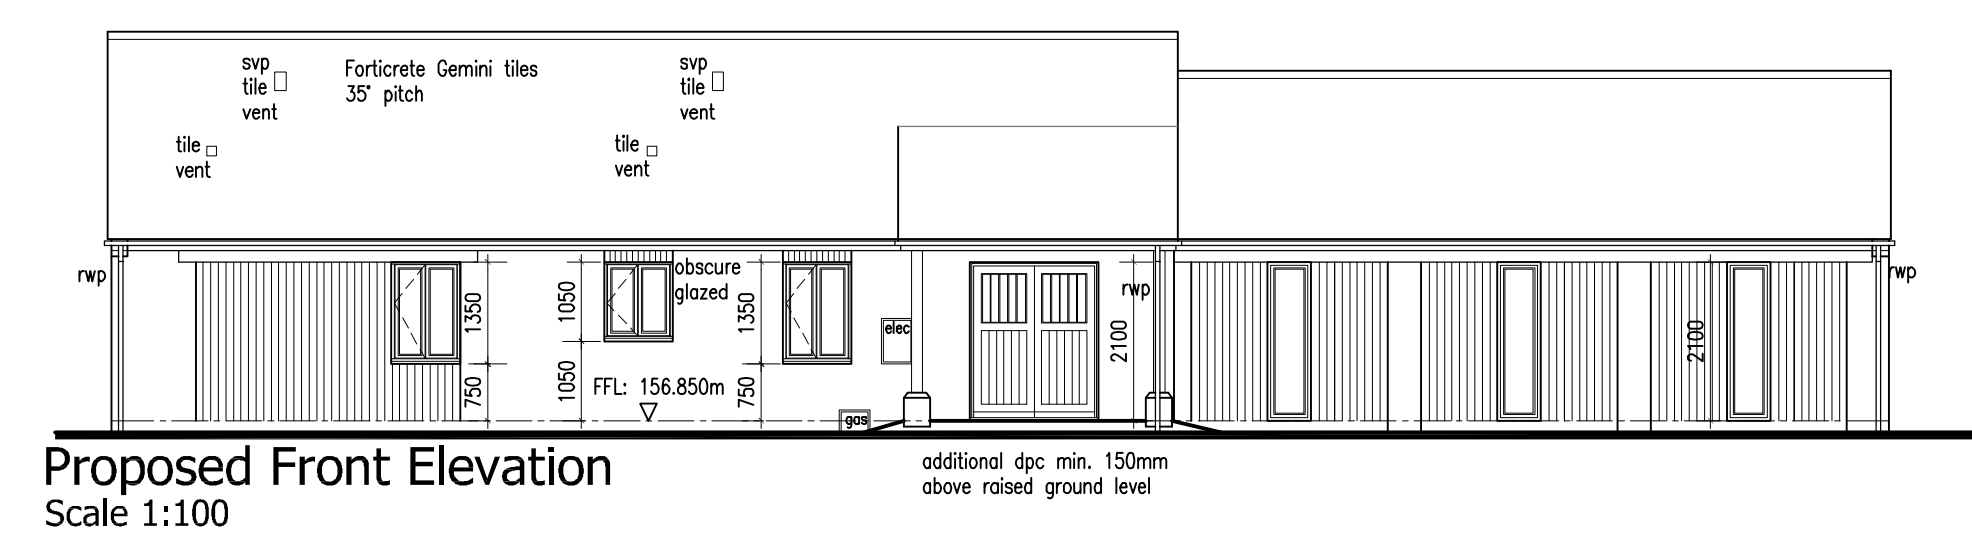 svp
tile
vent
Forticrete Gemini tiles
35° pitch
svp
tile
vent
tile
vent
tile
vent
rwp
1350
750
1050
1050
obscure
glazed
FFL: 156.850m
1350
750
elec
gas
rwp
2100
2100
rwp
Proposed Front Elevation
Scale 1:100
additional dpc min. 150mm
above raised ground level